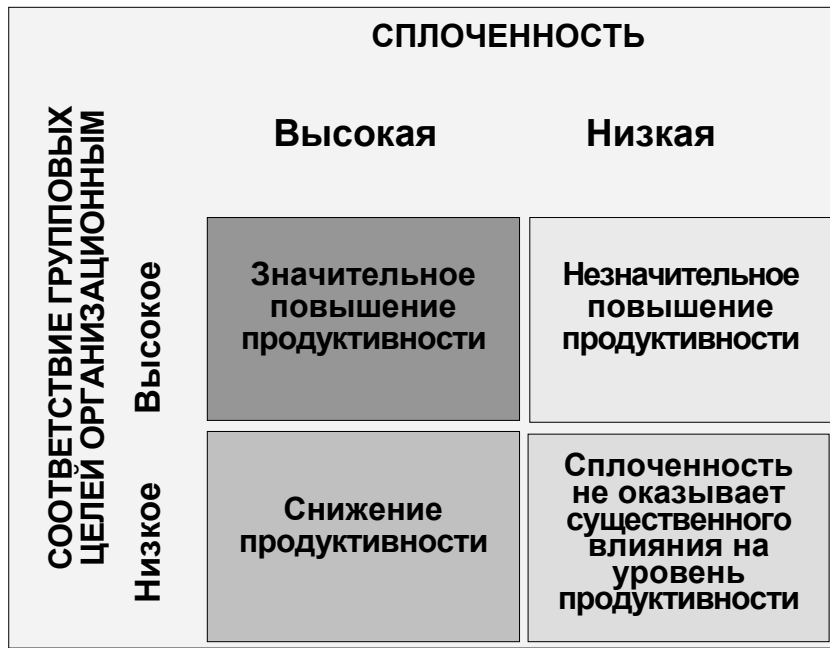 СПЛОЧЕННОСТЬ
Высокая
Низкая
СООТВЕТСТВИЕ ГРУППОВЫХ
ЦЕЛЕЙ ОРГАНИЗАЦИОННЫМ
Высокое
Значительное
повышение
продуктивности
Незначительное
повышение
продуктивности
Низкое
Снижение
продуктивности
Сплоченность
не оказывает
существенного
влияния на
уровень
продуктивности